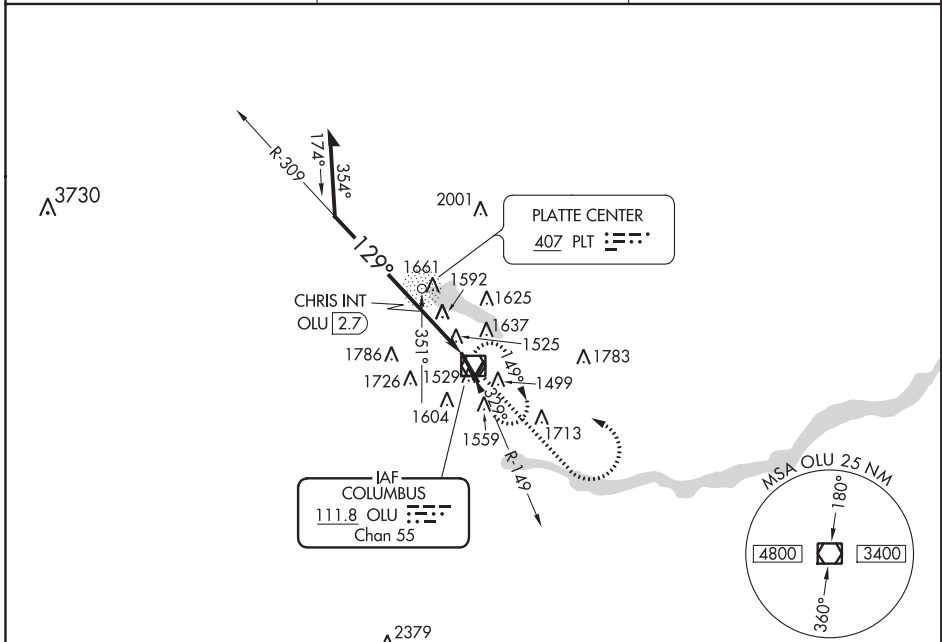 R-309
174°
354°
3730
2001
PLATTE CENTER
407 PLT
129°
1661
1592
1625
CHRIS INT
OLU 2.7
1637
351°
1525
1786
149°
1783
1726
1529
1499
329°
1604
1559
1713
R-149
IAF
COLUMBUS
111.8 OLU
Chan 55
MSA OLU 25 NM
180°
4800
3400
360°
2379